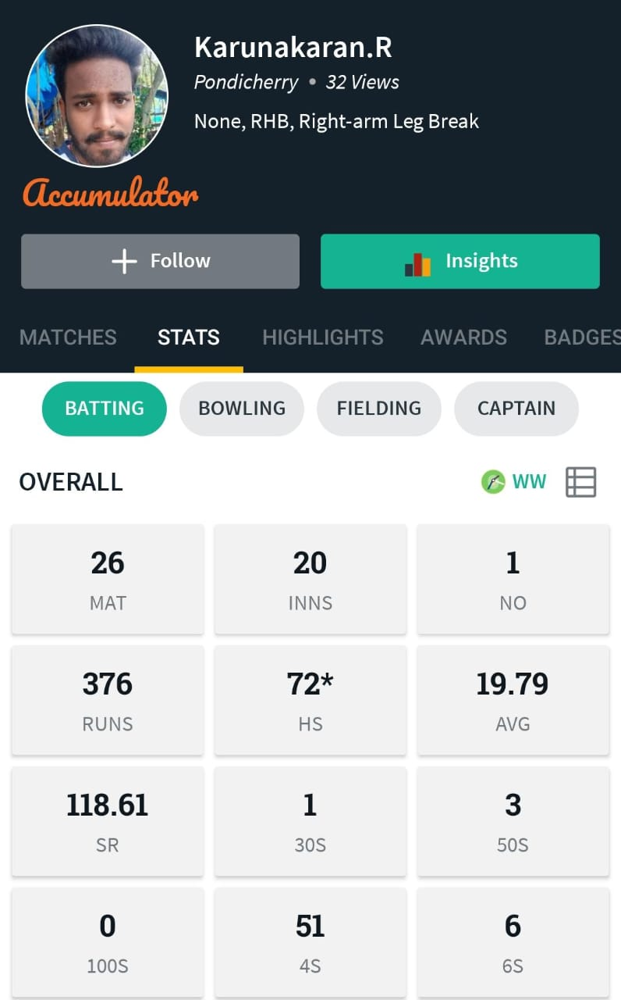 Karunakaran.R
Pondicherry • 32 Views
None, RHB, Right-arm Leg Break
Accumulator
+ Follow
Insights
MATCHES STATS HIGHLIGHTS AWARDS BADGES
BATTING BOWLING FIELDING CAPTAIN
OVERALL WW
26 20 1
MAT INNS NO
376 72* 19.79
RUNS HS AVG
118.61 1 3
SR 30S 50S
0 51 6
100S 4S 6S